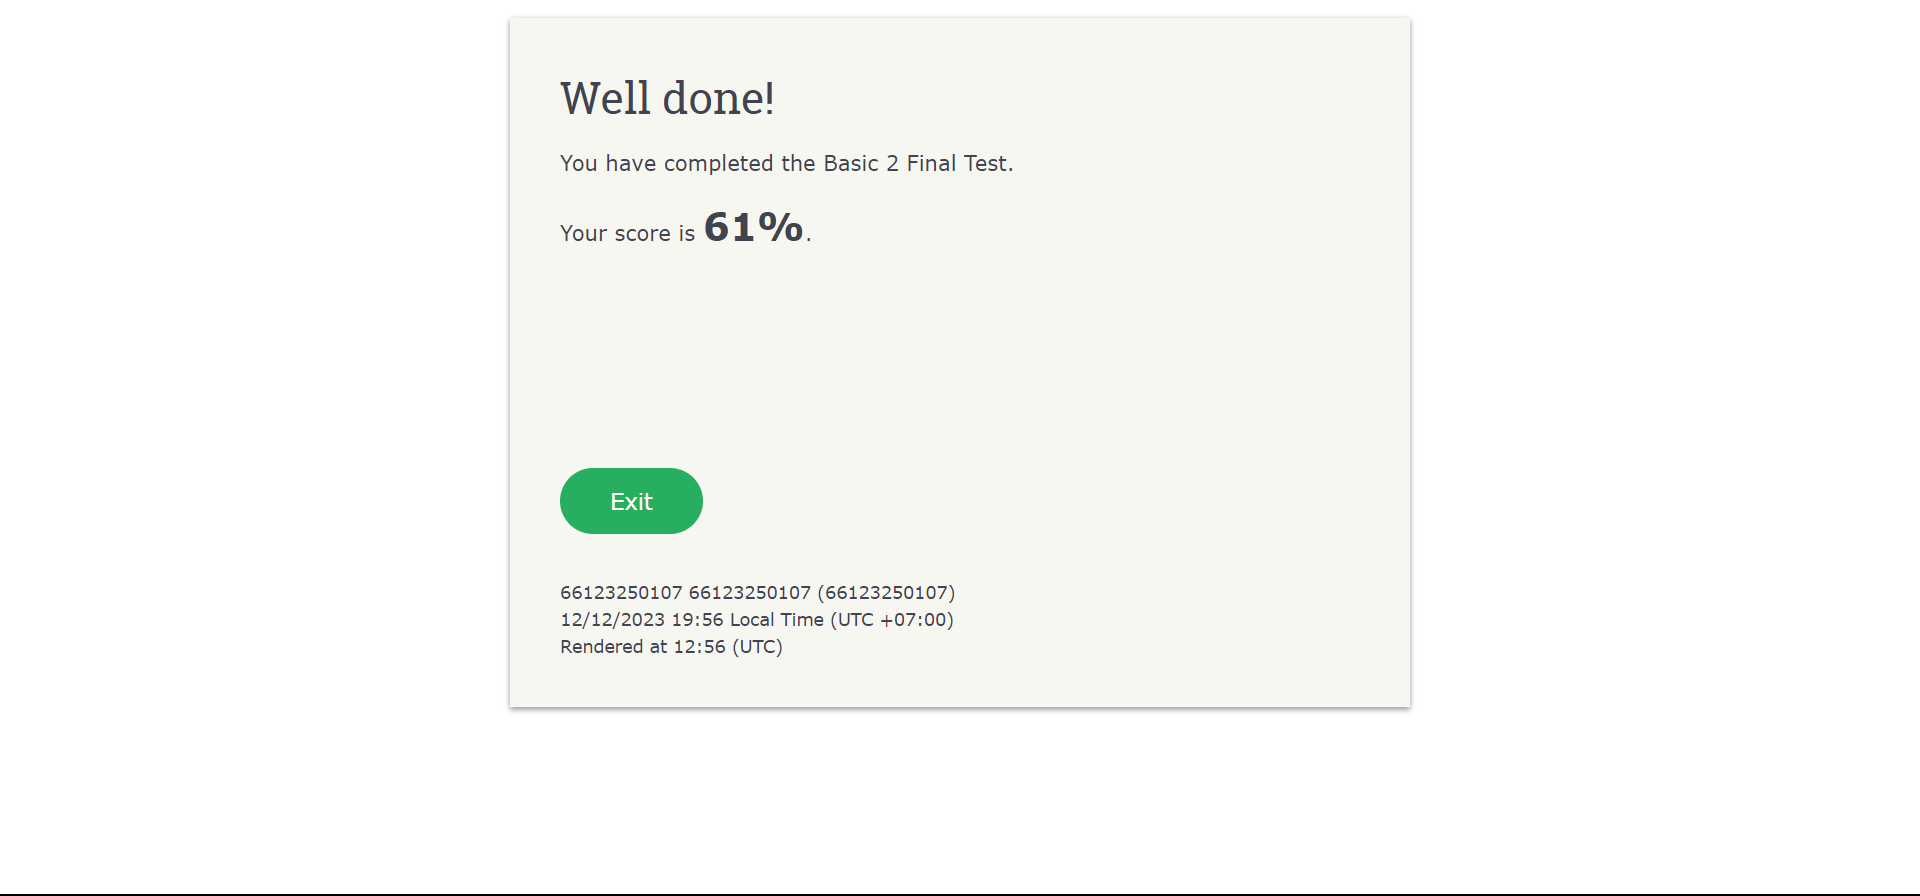 Well done!
You have completed the Basic 2 Final Test.
Your score is 61%.
Exit
66123250107 66123250107 (66123250107)
12/12/2023 19:56 Local Time (UTC +07:00)
Rendered at 12:56 (UTC)